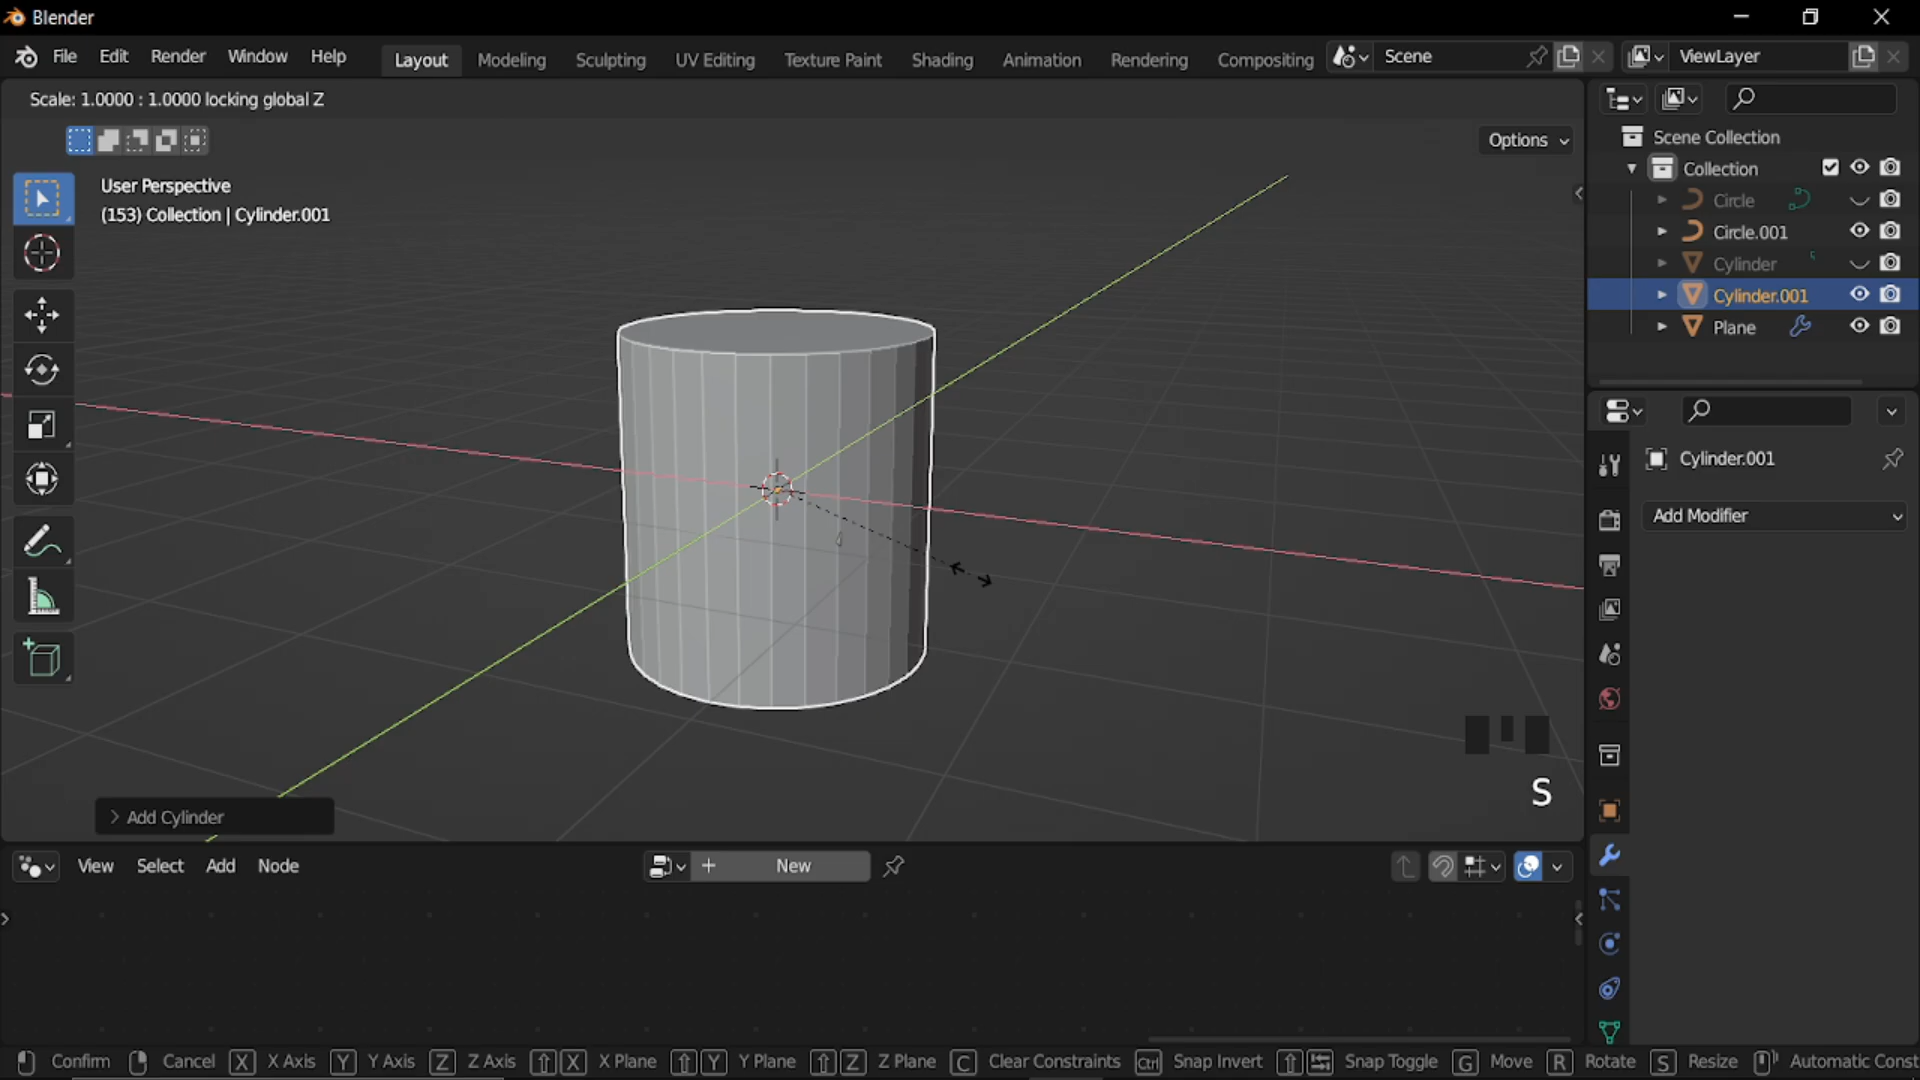 Blender
File Edit Render Window Help Layout Modeling Sculpting UV Editing Texture Paint Shading Animation Rendering Compositing Scene ViewLayer
Scale: 1.0000 : 1.0000 locking global Z
Options
User Perspective
(153) Collection | Cylinder.001
Scene Collection
Collection
Circle
Circle.001
Cylinder
Cylinder.001
Plane
Cylinder.001
Add Modifier
S
Add Cylinder
View Select Add Node New
Confirm Cancel X X Axis Y Y Axis Z Z Axis X X Plane Y Y Plane Z Z Plane C Clear Constraints Ctrl Snap Invert Snap Toggle G Move R Rotate S Resize Automatic Const